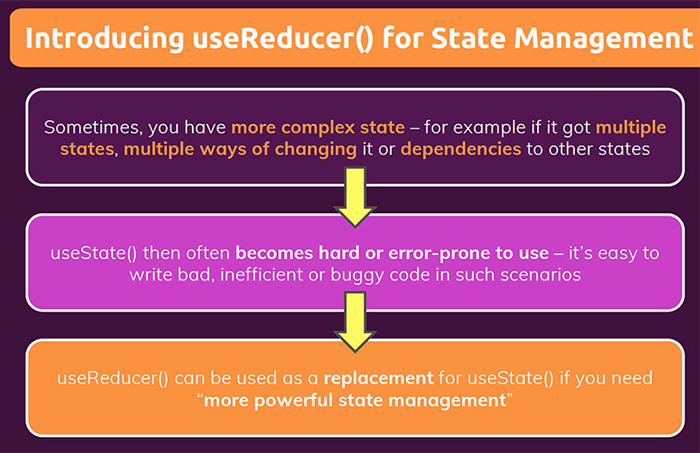 Introducing useReducer() for State Management
Sometimes, you have more complex state – for example if it got multiple
states, multiple ways of changing it or dependencies to other states
useState() then often becomes hard or error-prone to use – it's easy to
write bad, inefficient or buggy code in such scenarios
useReducer() can be used as a replacement for useState() if you need
“more powerful state management”